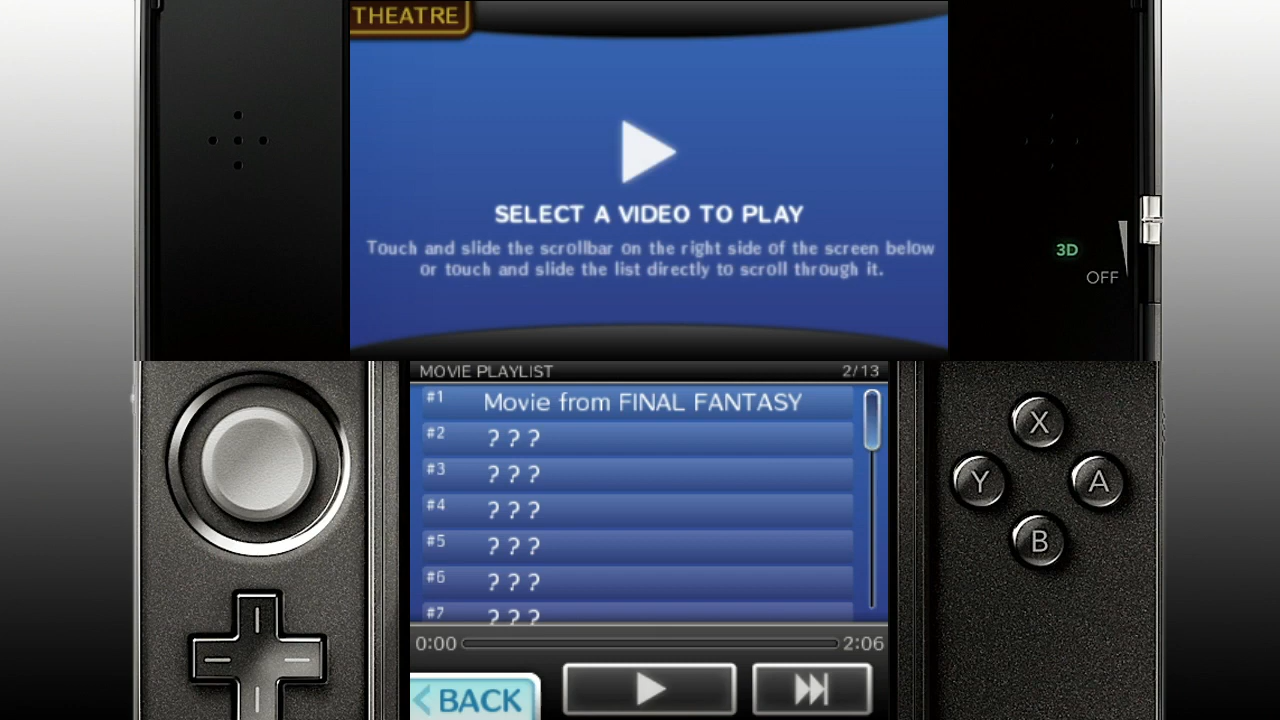 THEATRE
SELECT A VIDEO TO PLAY
Touch and slide the scrollbar on the right side of the screen below
or touch and slide the list directly to scroll through it.
3D
OFF
MOVIE PLAYLIST 2/13
#1 Movie from FINAL FANTASY
#2 ? ? ?
#3 ? ? ?
#4 ? ? ?
#5 ? ? ?
#6 ? ? ?
#7 ? ? ?
0:00 2:06
BACK
X
Y A
B